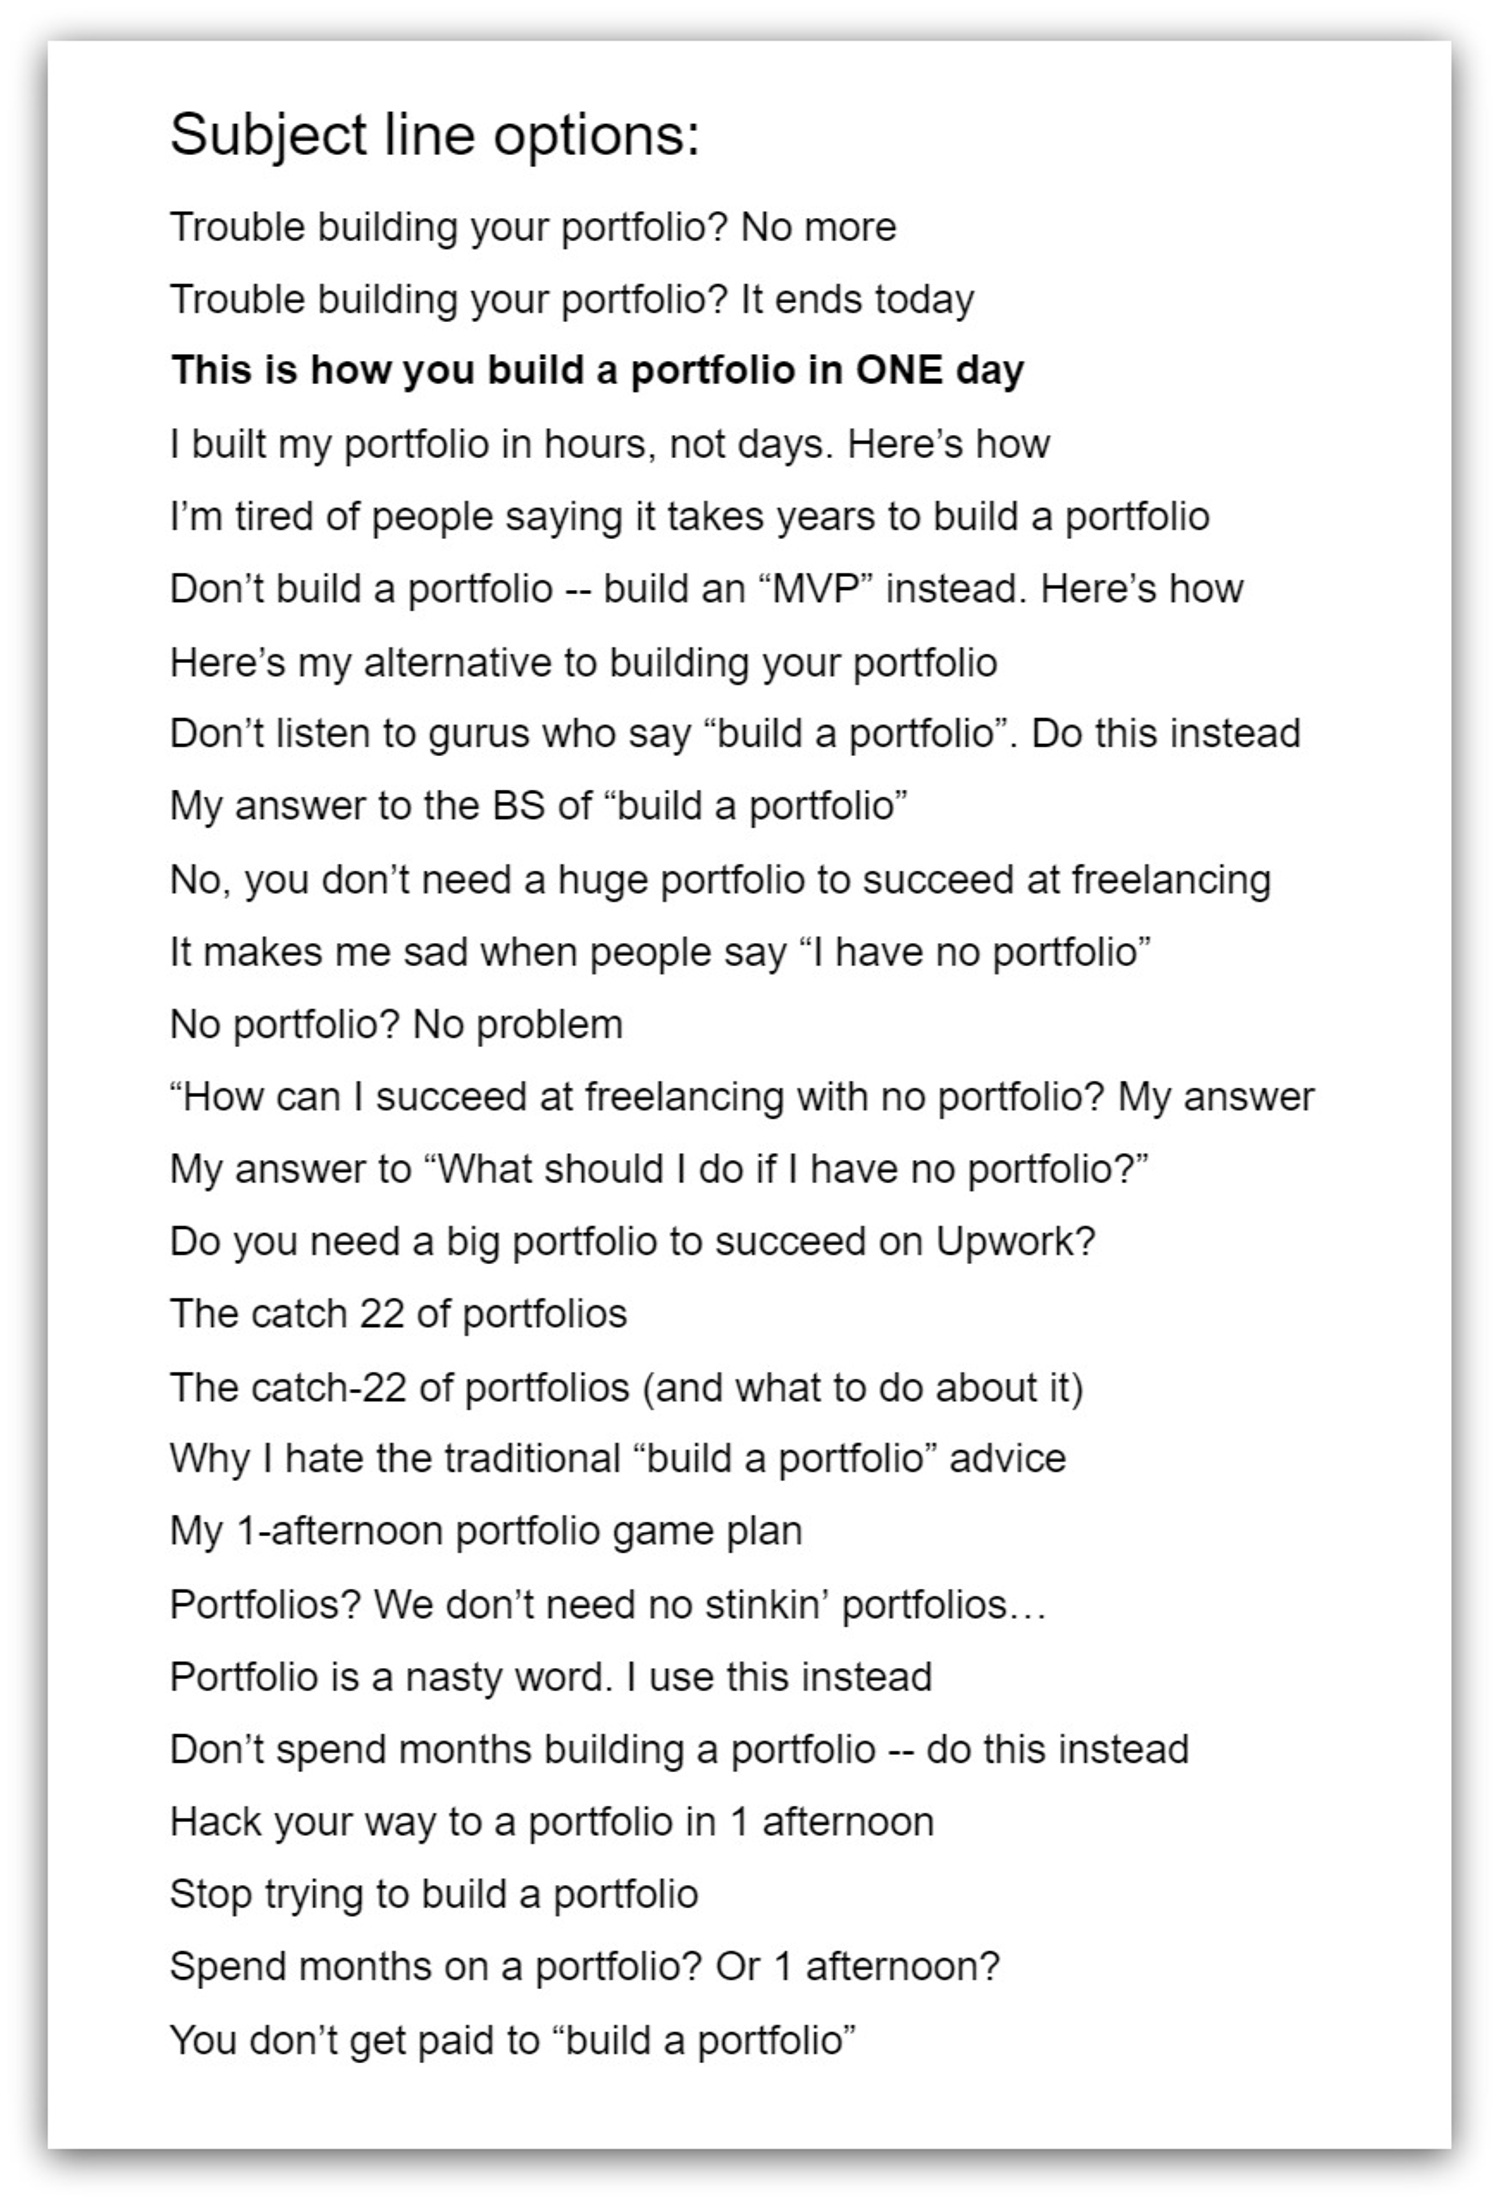 Subject line options:
Trouble building your portfolio? No more
Trouble building your portfolio? It ends today
This is how you build a portfolio in ONE day
I built my portfolio in hours, not days. Here’s how
I’m tired of people saying it takes years to build a portfolio
Don’t build a portfolio -- build an “MVP” instead. Here’s how
Here’s my alternative to building your portfolio
Don’t listen to gurus who say “build a portfolio”. Do this instead
My answer to the BS of “build a portfolio”
No, you don’t need a huge portfolio to succeed at freelancing
It makes me sad when people say “I have no portfolio”
No portfolio? No problem
“How can I succeed at freelancing with no portfolio? My answer
My answer to “What should I do if I have no portfolio?”
Do you need a big portfolio to succeed on Upwork?
The catch 22 of portfolios
The catch-22 of portfolios (and what to do about it)
Why I hate the traditional “build a portfolio” advice
My 1-afternoon portfolio game plan
Portfolios? We don’t need no stinkin’ portfolios…
Portfolio is a nasty word. I use this instead
Don’t spend months building a portfolio -- do this instead
Hack your way to a portfolio in 1 afternoon
Stop trying to build a portfolio
Spend months on a portfolio? Or 1 afternoon?
You don’t get paid to “build a portfolio”